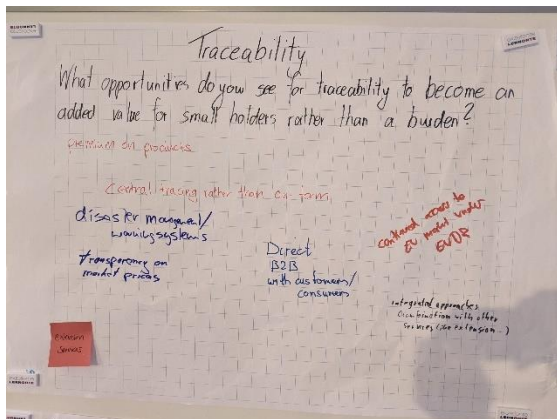 Traceability
What opportunities do you see for traceability to become an
added value for small holders rather than a burden?
premium on products
Central tracing rather than on-farm
disaster management/
warning systems
transparency on
market prices
Direct
B2B
with customers/
consumers
continued access to
EU market under
EUDR
integrated approaches
combination with other
services (like extension...)
extension
services